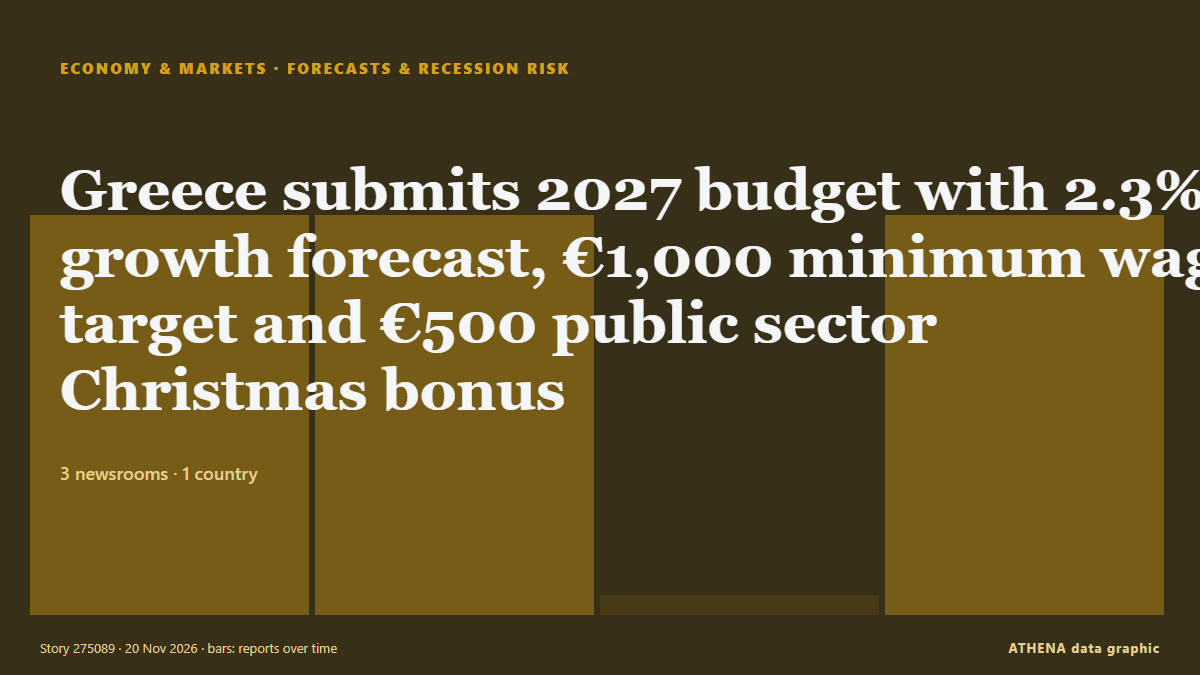 ECONOMY & MARKETS · FORECASTS & RECESSION RISK
Greece submits 2027 budget with 2.3%
growth forecast, €1,000 minimum wag
target and €500 public sector
Christmas bonus
3 newsrooms · 1 country
Story 275089 · 20 Nov 2026 · bars: reports over time
ATHENA data graphic